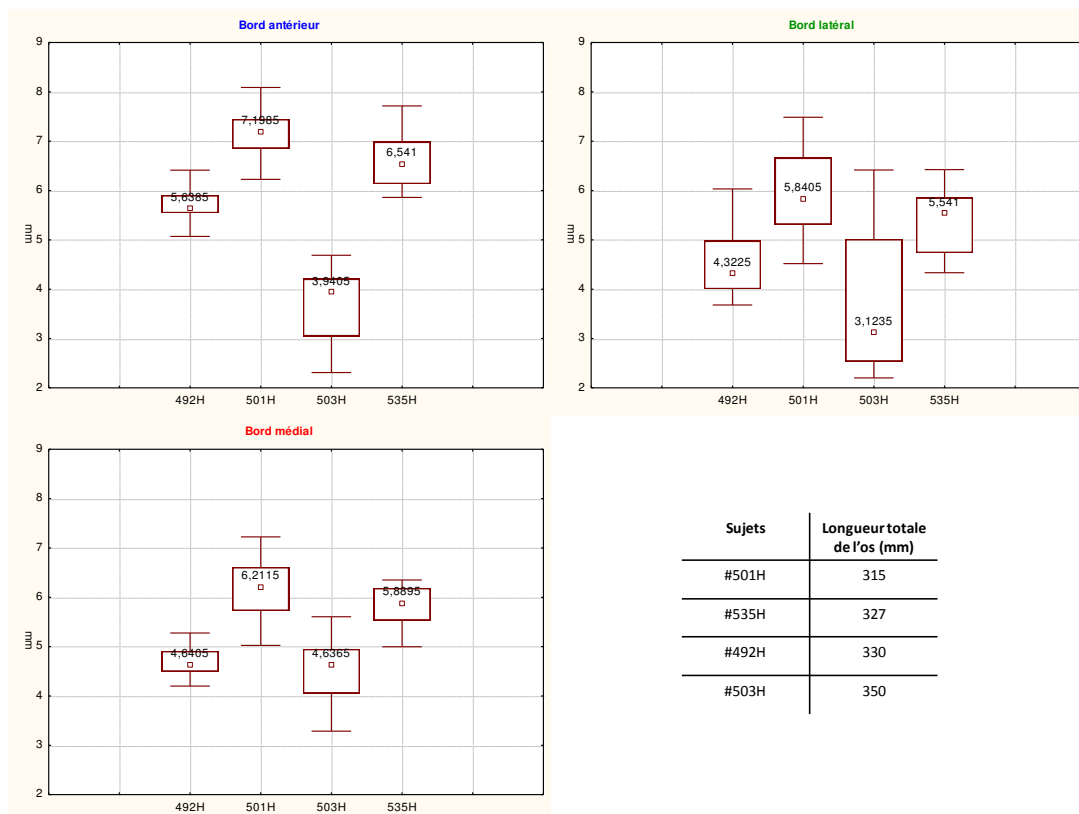 Bord antérieur
9
8
7
6
5
4
3
2
mm
5,6385
7,1985
3,9405
6,541
492H 501H 503H 535H
Bord latéral
9
8
7
6
5
4
3
2
mm
4,3225
5,8405
3,1235
5,541
492H 501H 503H 535H
Bord médial
9
8
7
6
5
4
3
2
mm
4,6405
6,2115
4,6365
5,8895
492H 501H 503H 535H
Sujets Longueur totale
de l'os (mm)
#501H 315
#535H 327
#492H 330
#503H 350